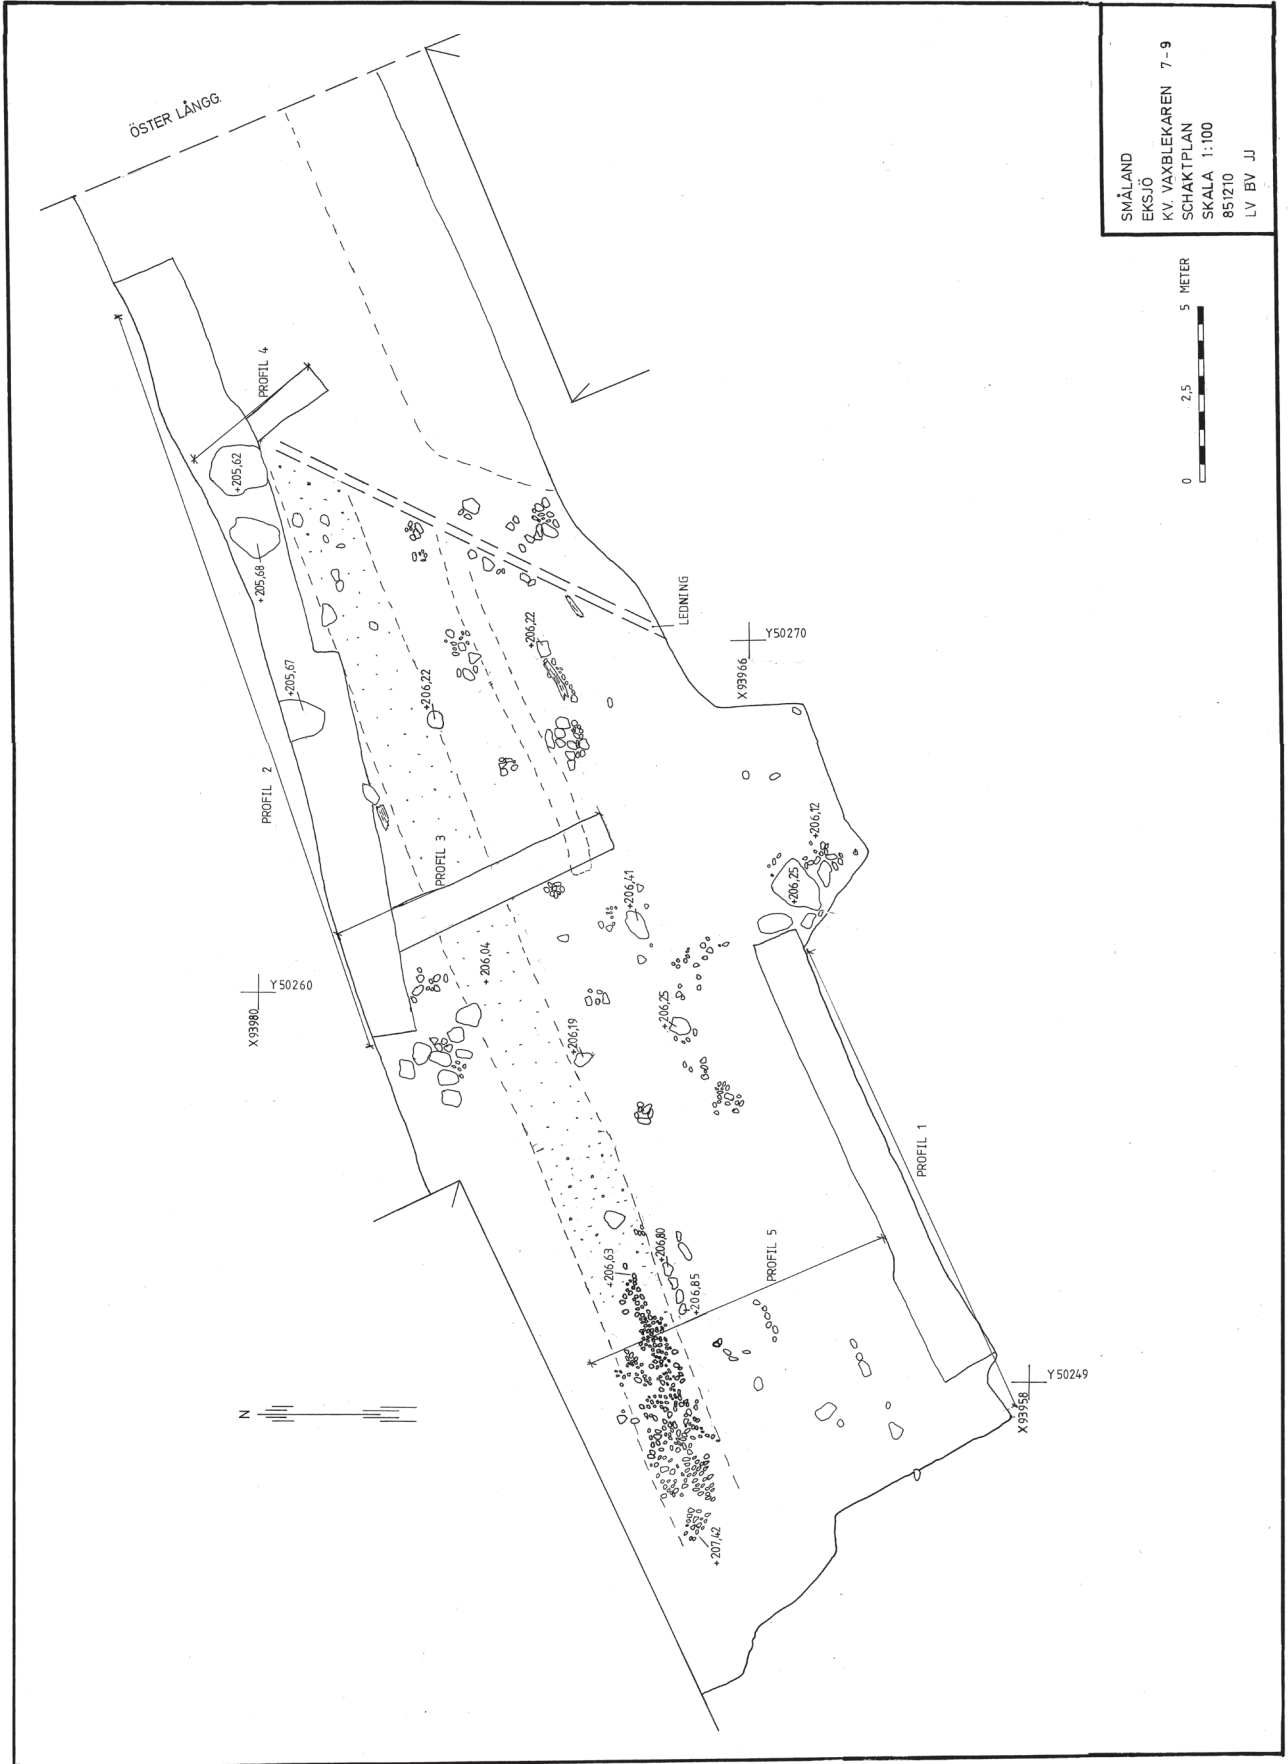 SMÅLAND
EKSJÖ
KV. VAXBLEKAREN 7-9
SCHAKTPLAN
SKALA 1:100
851210
LV BV JJ
0 2,5 5 METER
ÖSTER LÅNGG.
PROFIL 4
+205,62
+205,68
+205,67
PROFIL 2
+206,22
+206,22
LEDNING
X93966 Y50270
PROFIL 3
+206,12
+206,25
+206,41
+206,04
X93980 Y50260
+206,25
+206,19
PROFIL 1
+206,63
+206,80
+206,85
PROFIL 5
N
X93958 Y50249
+207,42